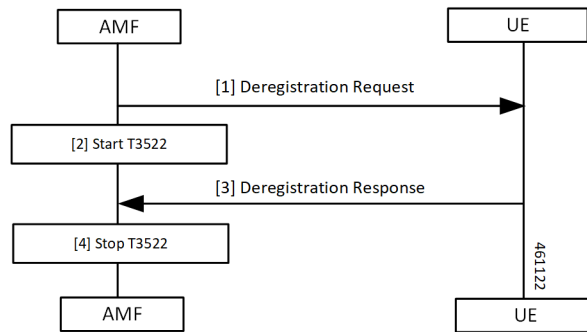 AMF
UE
[1] Deregistration Request
[2] Start T3522
[3] Deregistration Response
[4] Stop T3522
461122
AMF
UE